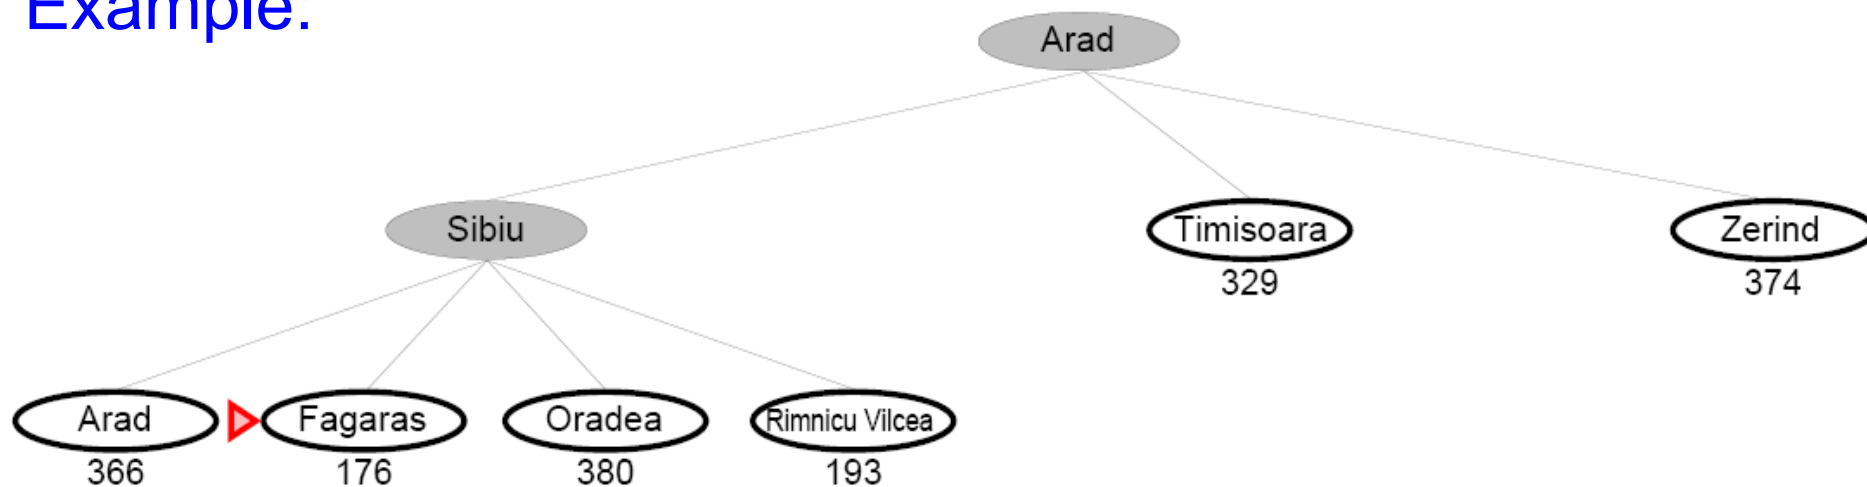 Example:
Arad
Sibiu
Timisoara
Zerind
329
374
Arad
Fagaras
Oradea
Rimnicu Vilcea
366
176
380
193